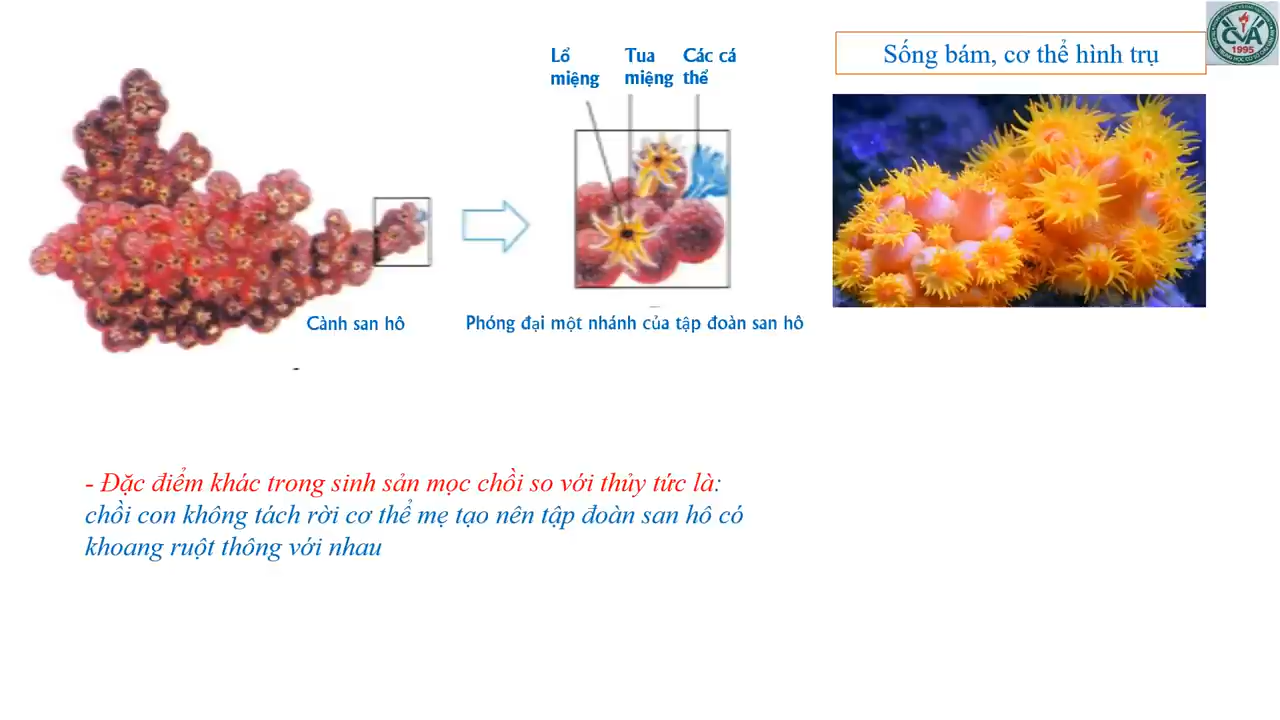 Lổ miệng
Tua miệng
Các cá thể
Sống bám, cơ thể hình trụ
CVA
1995
Cành san hô
Phóng đại một nhánh của tập đoàn san hô
- Đặc điểm khác trong sinh sản mọc chồi so với thủy tức là:
chồi con không tách rời cơ thể mẹ tạo nên tập đoàn san hô có
khoang ruột thông với nhau